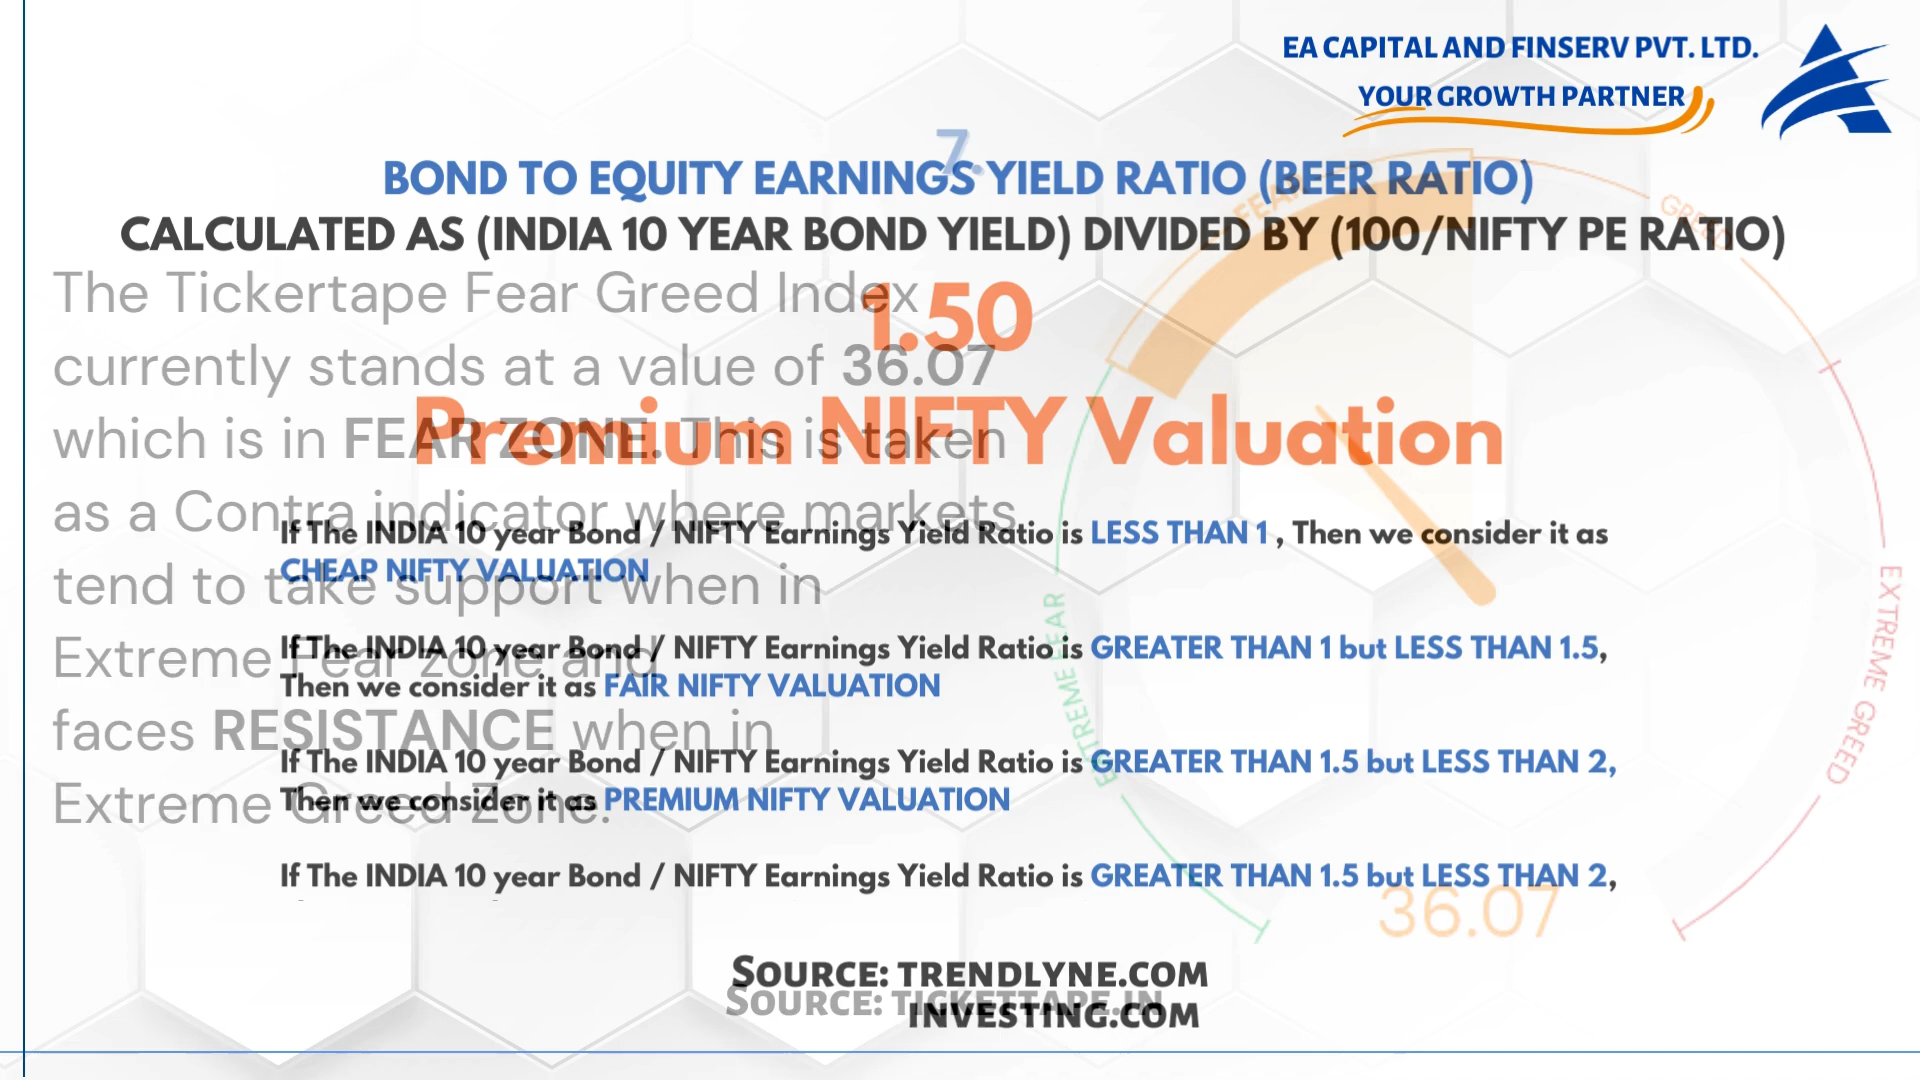 EA CAPITAL AND FINSERV PVT. LTD.
YOUR GROWTH PARTNER
7.
BOND TO EQUITY EARNINGS YIELD RATIO (BEER RATIO)
CALCULATED AS (INDIA 10 YEAR BOND YIELD) DIVIDED BY (100/NIFTY PE RATIO)
1.50
Premium NIFTY Valuation
If The INDIA 10 year Bond / NIFTY Earnings Yield Ratio is LESS THAN 1 , Then we consider it as
CHEAP NIFTY VALUATION
If The INDIA 10 year Bond / NIFTY Earnings Yield Ratio is GREATER THAN 1 but LESS THAN 1.5,
Then we consider it as FAIR NIFTY VALUATION
If The INDIA 10 year Bond / NIFTY Earnings Yield Ratio is GREATER THAN 1.5 but LESS THAN 2,
Then we consider it as PREMIUM NIFTY VALUATION
If The INDIA 10 year Bond / NIFTY Earnings Yield Ratio is GREATER THAN 1.5 but LESS THAN 2,
SOURCE: TRENDLYNE.COM
INVESTING.COM
The Tickertape Fear Greed Index
currently stands at a value of 36.07
which is in FEAR ZONE. This is taken
as a Contra indicator where markets
tend to take support when in
Extreme Fear zone and
faces RESISTANCE when in
Extreme Greed Zone.
EXTREME FEAR
FEAR
GREED
EXTREME GREED
36.07
SOURCE: TICKETTAPE.IN